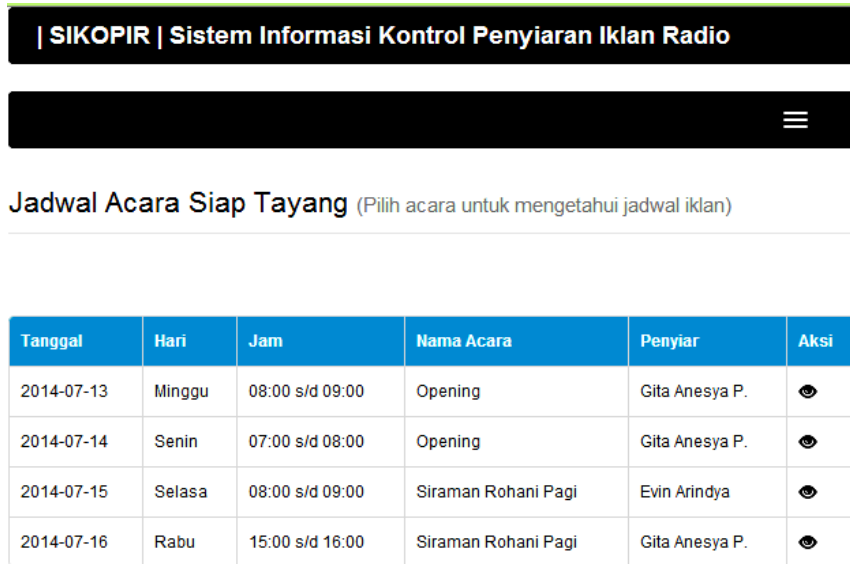 | SIKOPIR | Sistem Informasi Kontrol Penyiaran Iklan Radio
Jadwal Acara Siap Tayang (Pilih acara untuk mengetahui jadwal iklan)
Tanggal Hari Jam Nama Acara Penyiar Aksi
2014-07-13 Minggu 08:00 s/d 09:00 Opening Gita Anesya P.
2014-07-14 Senin 07:00 s/d 08:00 Opening Gita Anesya P.
2014-07-15 Selasa 08:00 s/d 09:00 Siraman Rohani Pagi Evin Arindya
2014-07-16 Rabu 15:00 s/d 16:00 Siraman Rohani Pagi Gita Anesya P.